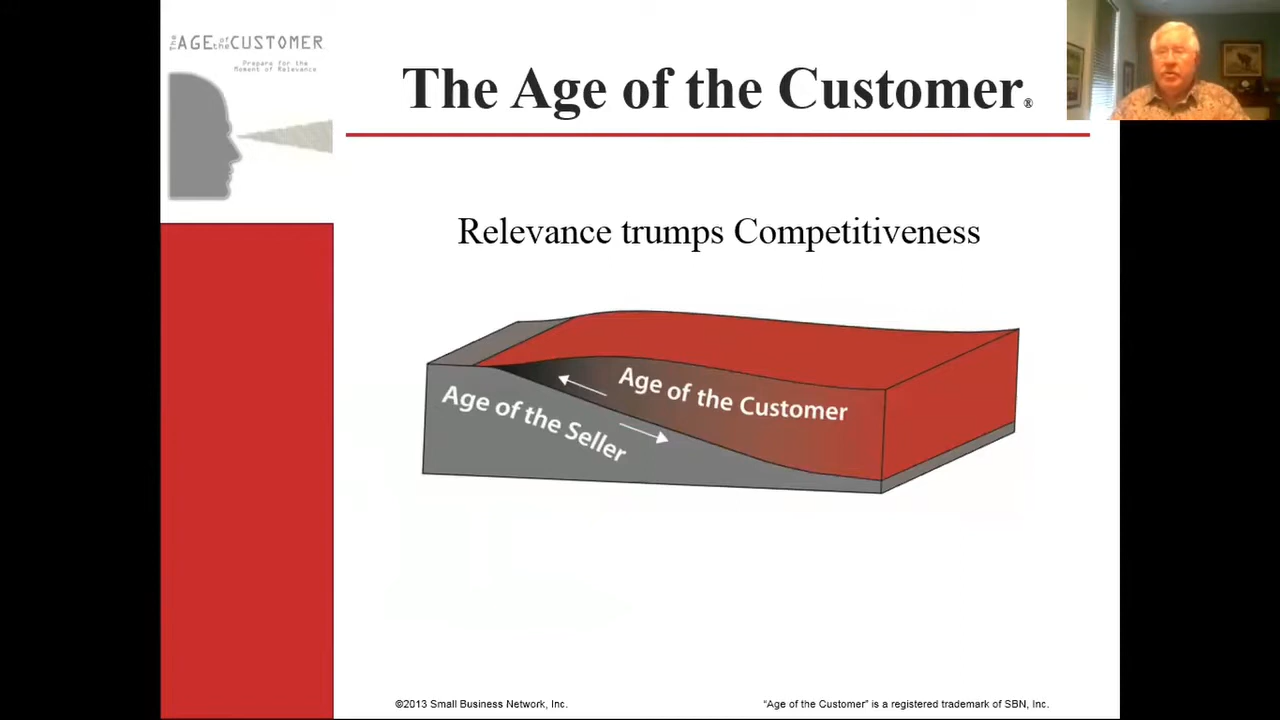 The AGE of the CUSTOMER
Prepare for the
Moment of Relevance
The Age of the Customer®
Relevance trumps Competitiveness
Age of the Customer
Age of the Seller
©2013 Small Business Network, Inc.
“Age of the Customer” is a registered trademark of SBN, Inc.